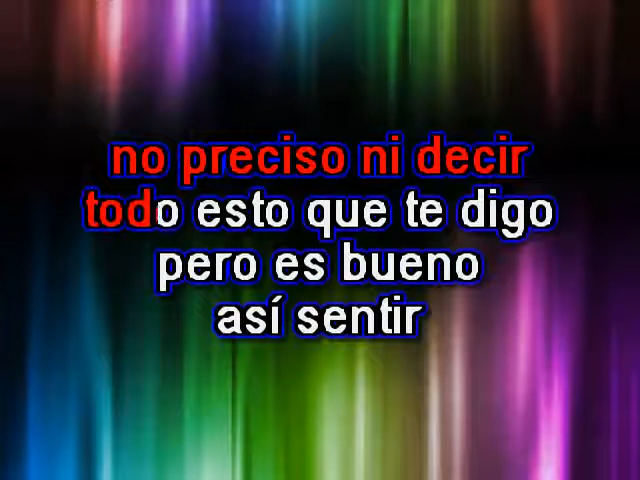 no preciso ni decir
todo esto que te digo
pero es bueno
así sentir